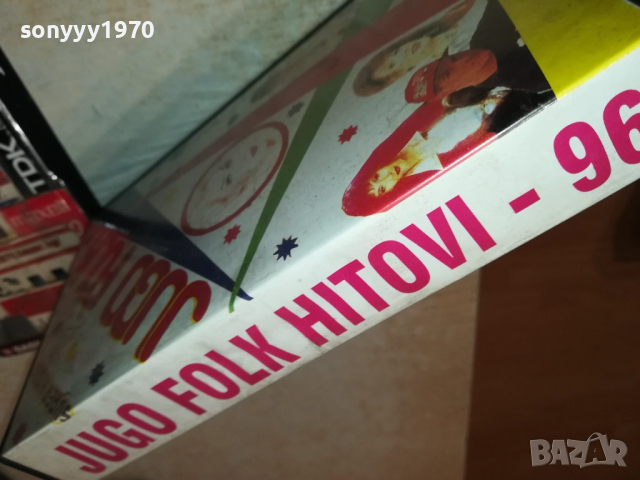 sonyyy1970
TDK
JUGO FOLK HITOVI - 96
BAZAR